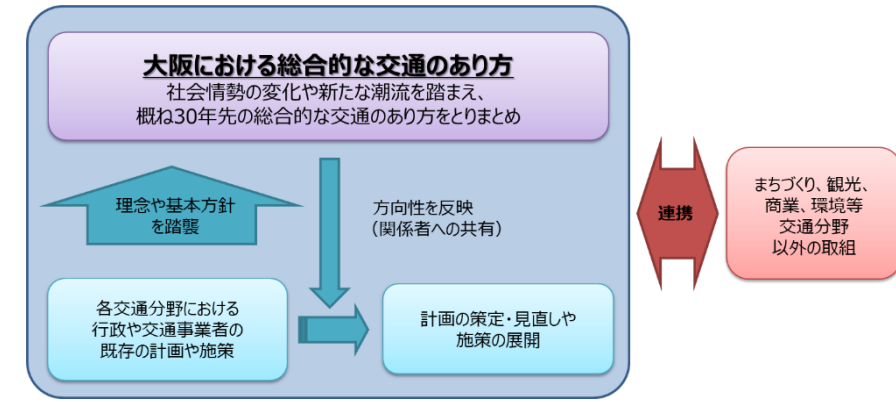 大阪における総合的な交通のあり方
社会情勢の変化や新たな潮流を踏まえ、
概ね30年先の総合的な交通のあり方をとりまとめ
理念や基本方針
を踏襲
方向性を反映
（関係者への共有）
各交通分野における
行政や交通事業者の
既存の計画や施策
計画の策定・見直しや
施策の展開
連携
まちづくり、観光、
商業、環境等
交通分野
以外の取組